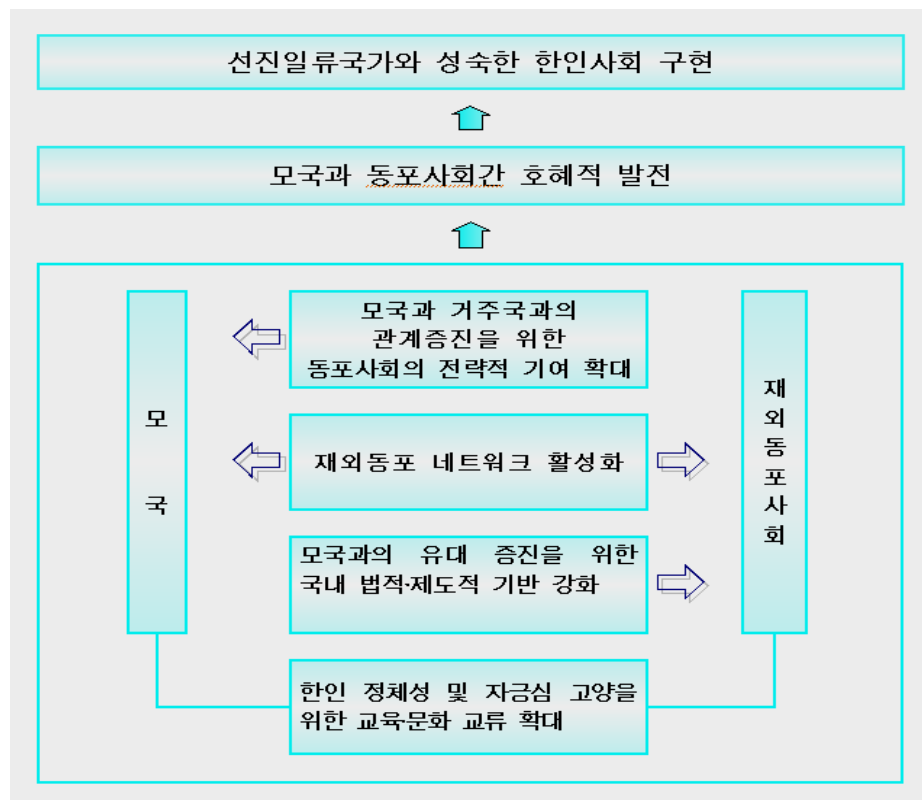 선진일류국가와 성숙한 한인사회 구현
모국과 동포사회간 호혜적 발전
모
국
모국과 거주국과의
관계증진을 위한
동포사회의 전략적 기여 확대
재외동포 네트워크 활성화
모국과의 유대 증진을 위한
국내 법적·제도적 기반 강화
한인 정체성 및 자긍심 고양을
위한 교육·문화 교류 확대
재
외
동
포
사
회